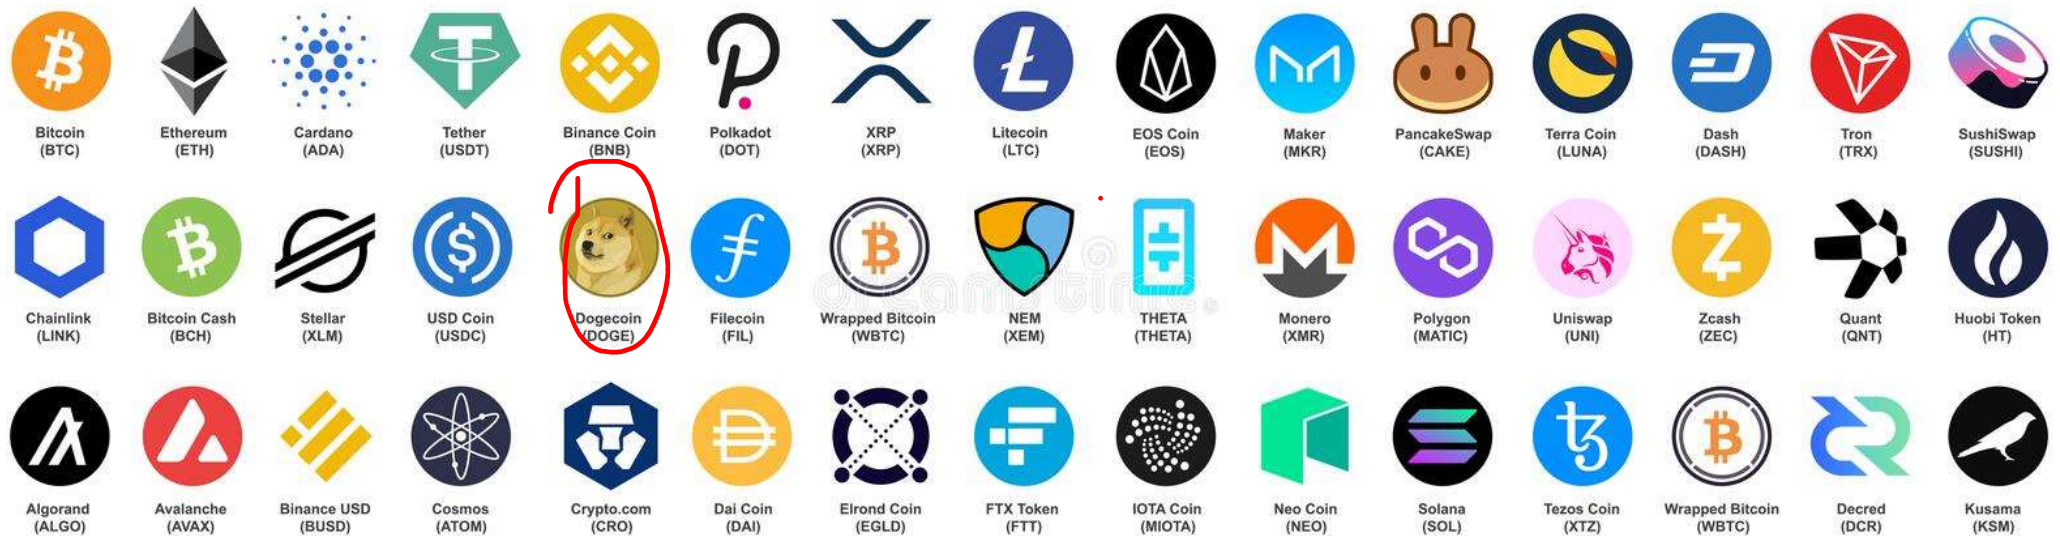 Bitcoin Ethereum Cardano Tether Binance Coin Polkadot XRP Litecoin EOS Coin Maker PancakeSwap Terra Coin Dash Tron SushiSwap
(BTC) (ETH) (ADA) (USDT) (BNB) (DOT) (XRP) (LTC) (EOS) (MKR) (CAKE) (LUNA) (DASH) (TRX) (SUSHI)
dreamstime
Chainlink Bitcoin Cash Stellar USD Coin Dogecoin Filecoin Wrapped Bitcoin NEM THETA Monero Polygon Uniswap Zcash Quant Huobi Token
(LINK) (BCH) (XLM) (USDC) (DOGE) (FIL) (WBTC) (XEM) (THETA) (XMR) (MATIC) (UNI) (ZEC) (QNT) (HT)
Algorand Avalanche Binance USD Cosmos Crypto.com Dai Coin Elrond Coin FTX Token IOTA Coin Neo Coin Solana Tezos Coin Wrapped Bitcoin Decred Kusama
(ALGO) (AVAX) (BUSD) (ATOM) (CRO) (DAI) (EGLD) (FTT) (MIOTA) (NEO) (SOL) (XTZ) (WBTC) (DCR) (KSM)